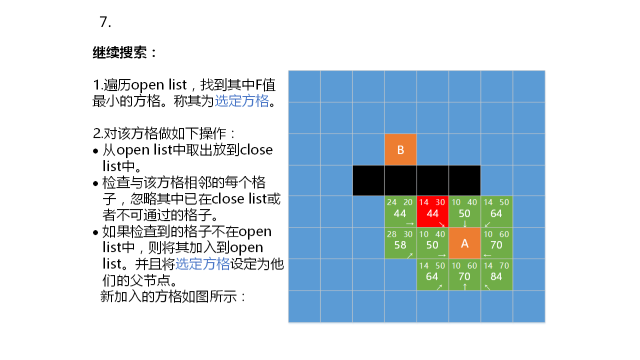 7.
继续搜索：
1.遍历open list，找到其中F值
最小的方格。称其为选定方格。
2.对该方格做如下操作：
• 从open list中取出放到close
list中。
• 检查与该方格相邻的每个格
子，忽略其中已在close list或
者不可通过的格子。
• 如果检查到的格子不在open
list中，则将其加入到open
list。并且将选定方格设定为他
们的父节点。
新加入的方格如图所示：
B
24 20 14 30 10 40 14 50
44 44 50 64
→ ↘ ↓ ↙
28 30 10 40 10 60
58 50 A 70
↗ → ←
14 50 10 60 14 70
64 70 84
↗ ↑ ↖